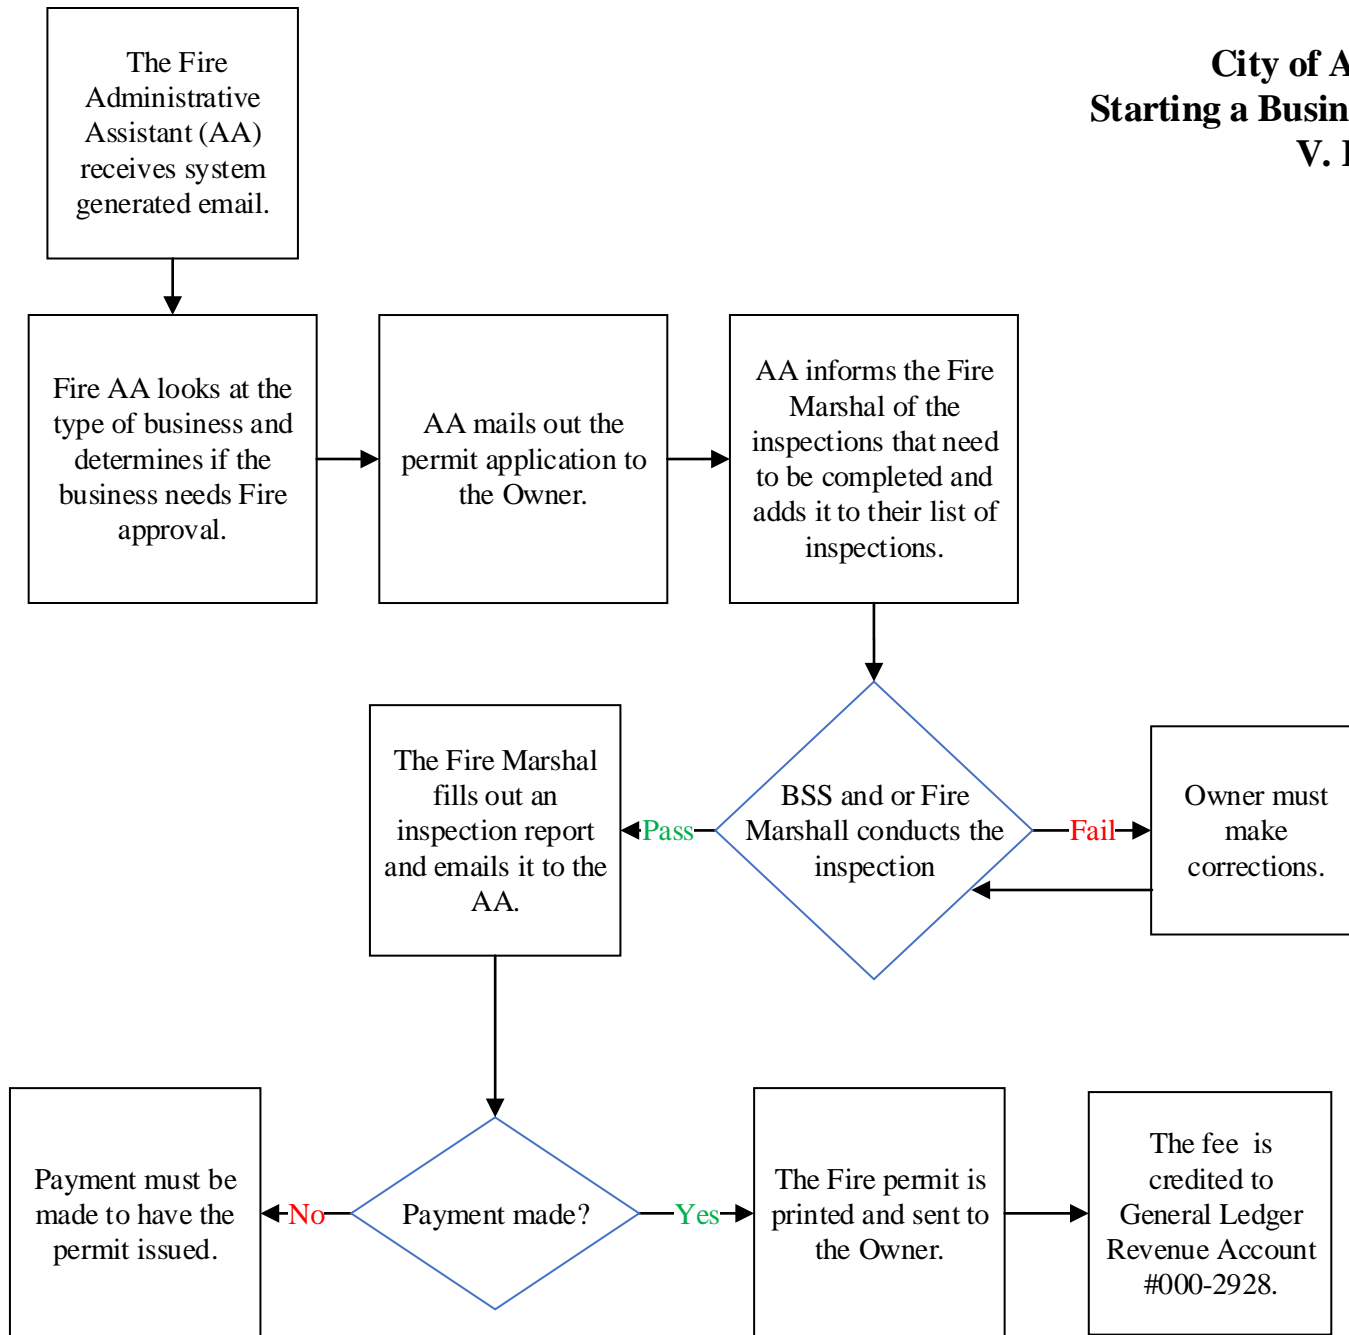 The Fire
Administrative
Assistant (AA)
receives system
generated email.
City of A
Starting a Busin
V.
Fire AA looks at the
type of business and
determines if the
business needs Fire
approval.
AA mails out the
permit application to
the Owner.
AA informs the Fire
Marshal of the
inspections that need
to be completed and
adds it to their list of
inspections.
The Fire Marshal
fills out an
inspection report
and emails it to the
AA.
Pass
BSS and or Fire
Marshall conducts the
inspection
Fail
Owner must
make
corrections.
Payment must be
made to have the
permit issued.
No
Payment made?
Yes
The Fire permit is
printed and sent to
the Owner.
The fee is
credited to
General Ledger
Revenue Account
#000-2928.